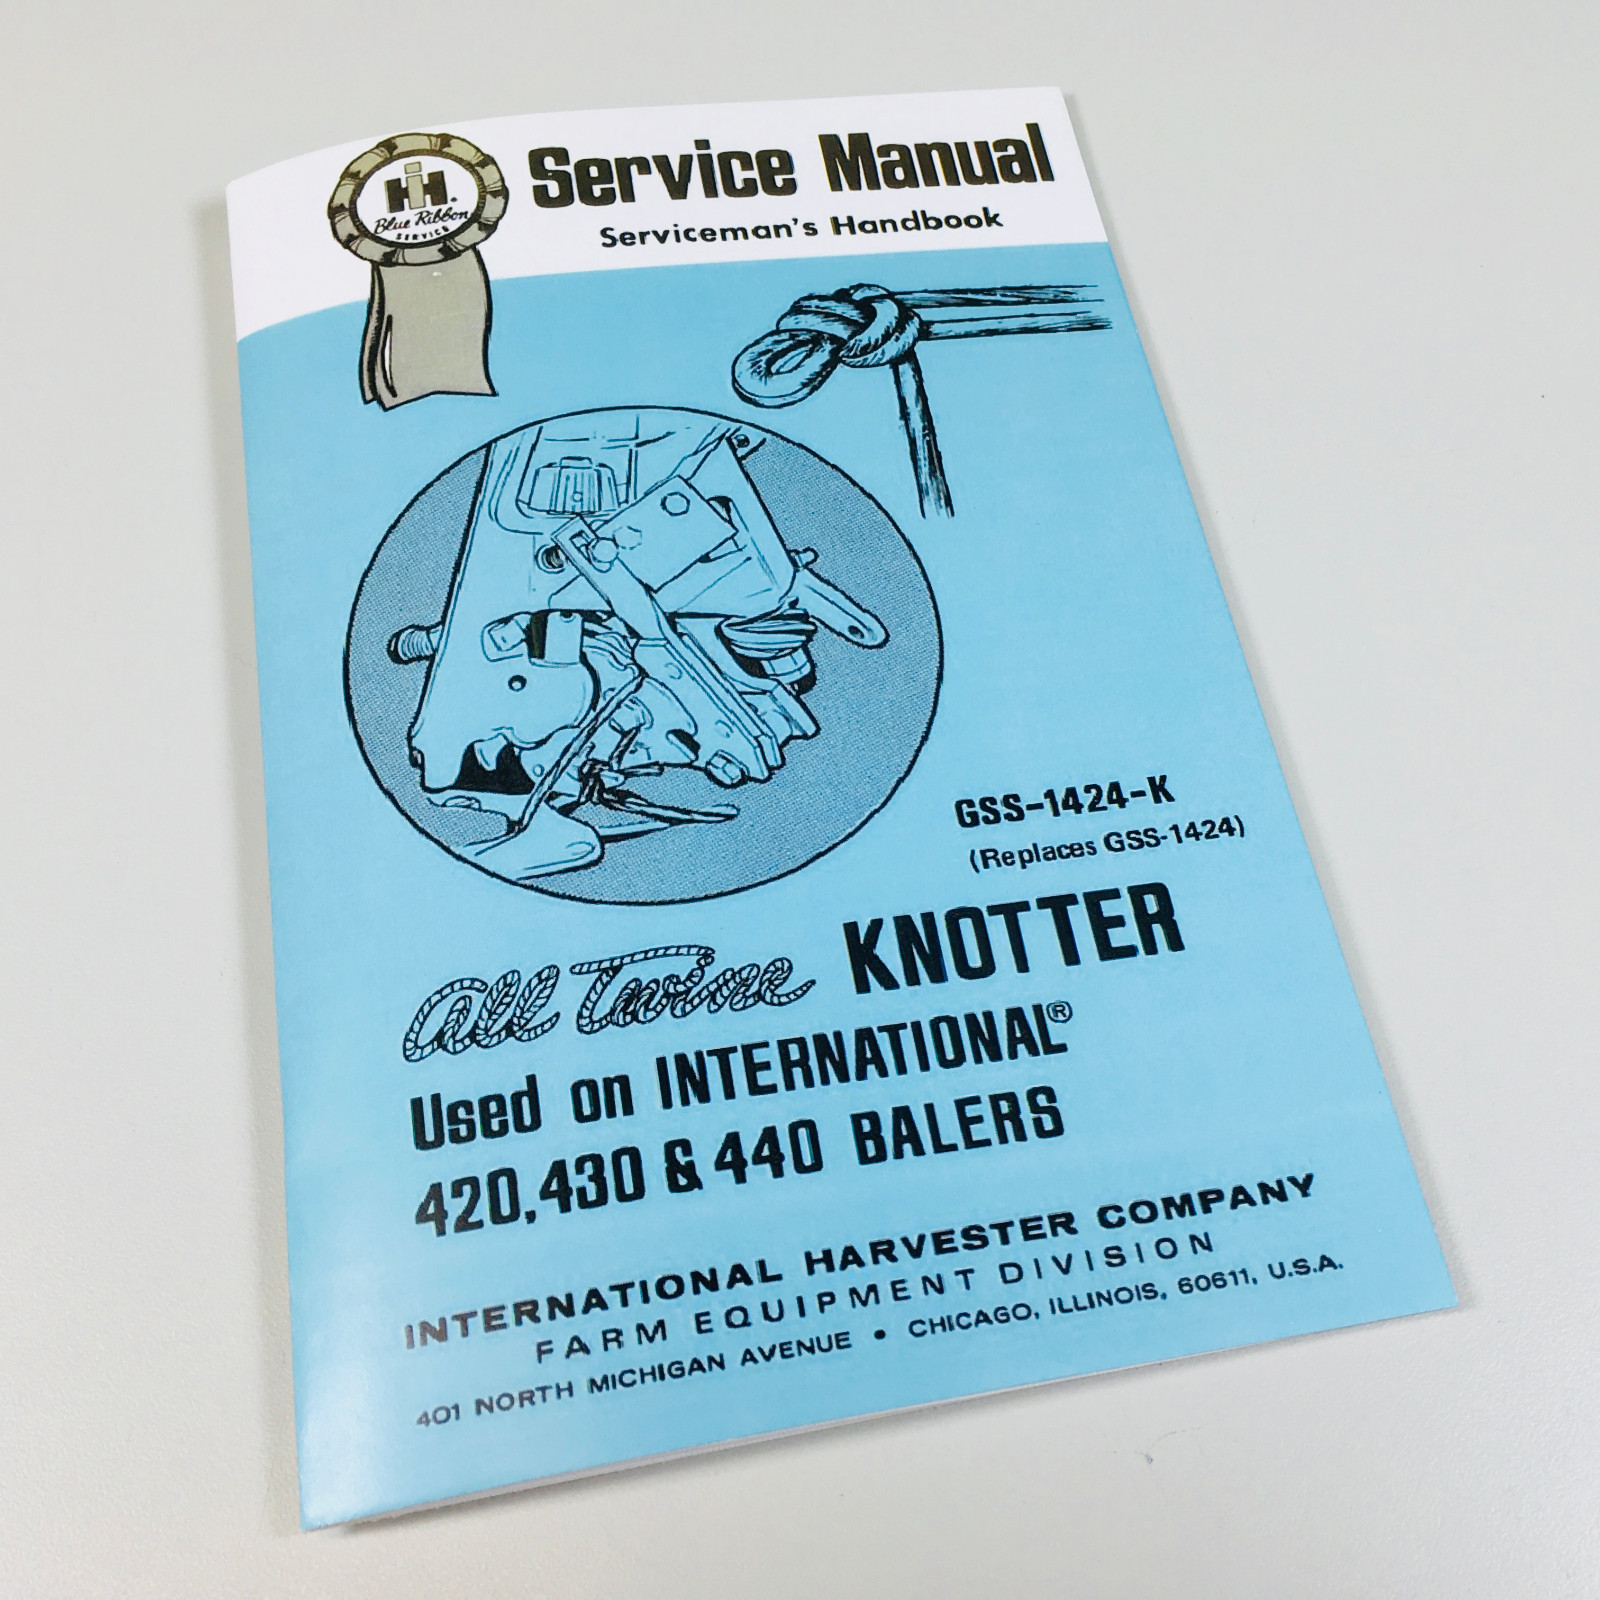 IH.
Blue Ribbon
SERVICE
Service Manual
Serviceman's Handbook
GSS-1424-K
(Replaces GSS-1424)
All Twine KNOTTER
Used on INTERNATIONAL®
420, 430 & 440 BALERS
INTERNATIONAL HARVESTER COMPANY
FARM EQUIPMENT DIVISION
401 NORTH MICHIGAN AVENUE • CHICAGO, ILLINOIS, 60611, U.S.A.